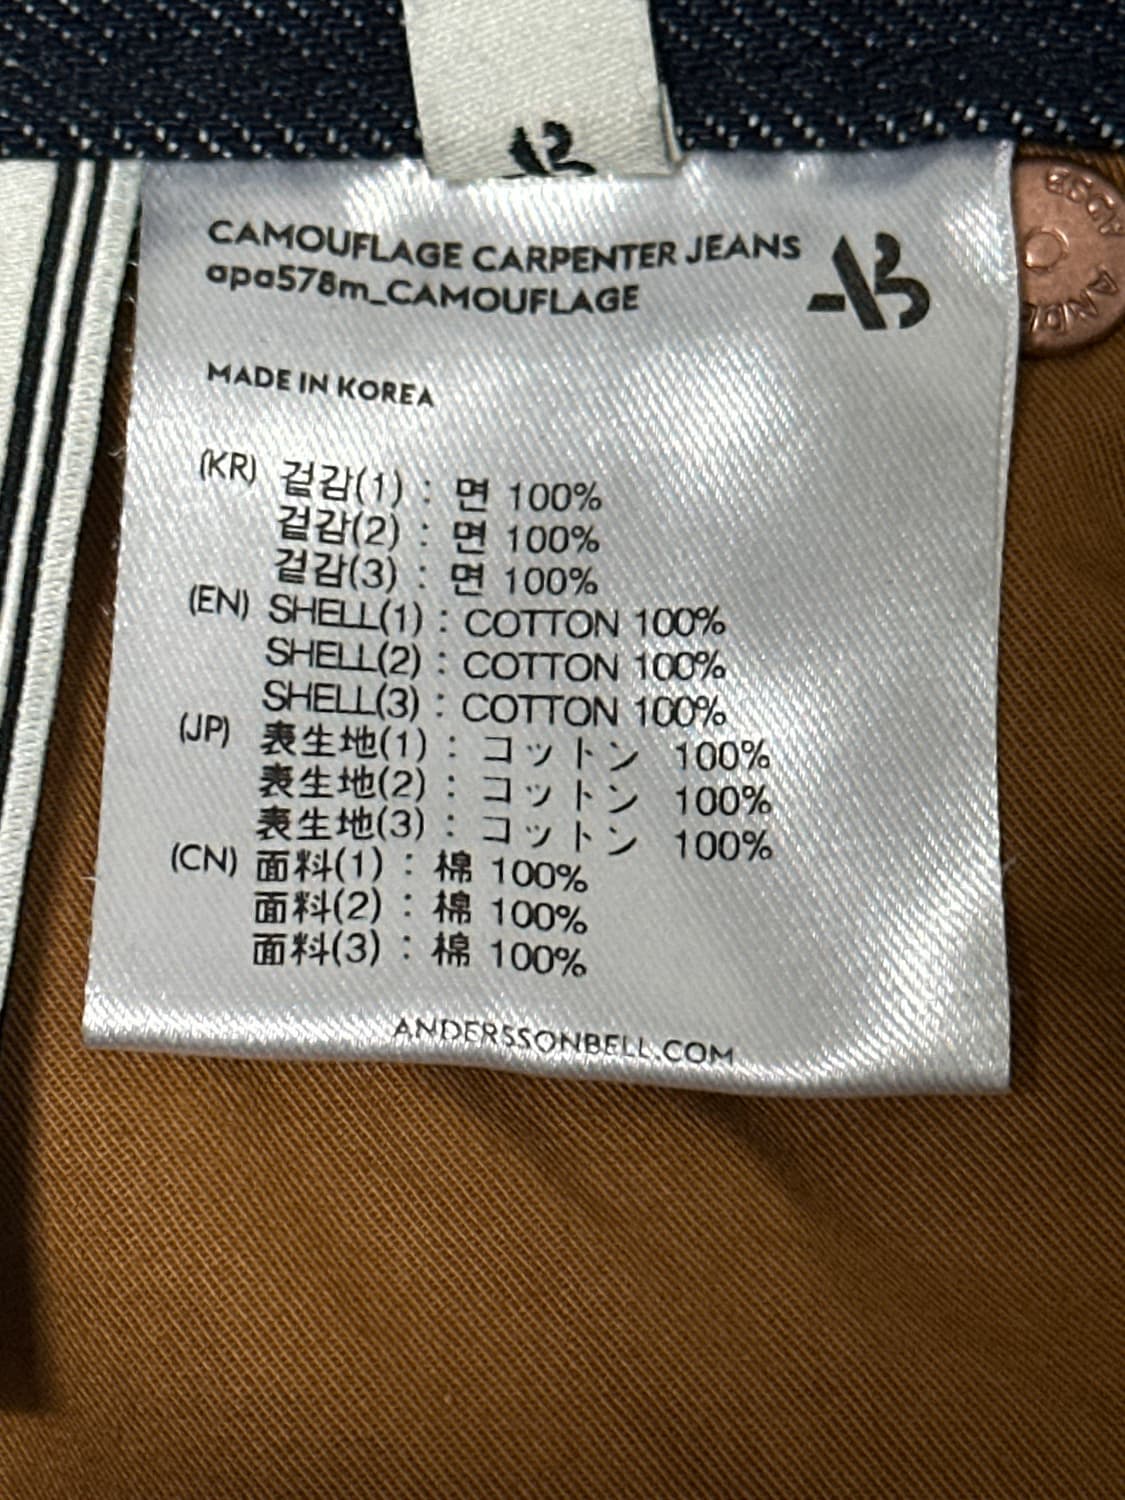 CAMOUFLAGE CARPENTER JEANS
apa578m_CAMOUFLAGE
AB
MADE IN KOREA
(KR) 겉감(1) : 면 100%
겉감(2) : 면 100%
겉감(3) : 면 100%
(EN) SHELL(1) : COTTON 100%
SHELL(2) : COTTON 100%
SHELL(3) : COTTON 100%
(JP) 表生地(1) : コットン 100%
表生地(2) : コットン 100%
表生地(3) : コットン 100%
(CN) 面料(1) : 棉 100%
面料(2) : 棉 100%
面料(3) : 棉 100%
ANDERSSONBELL.COM